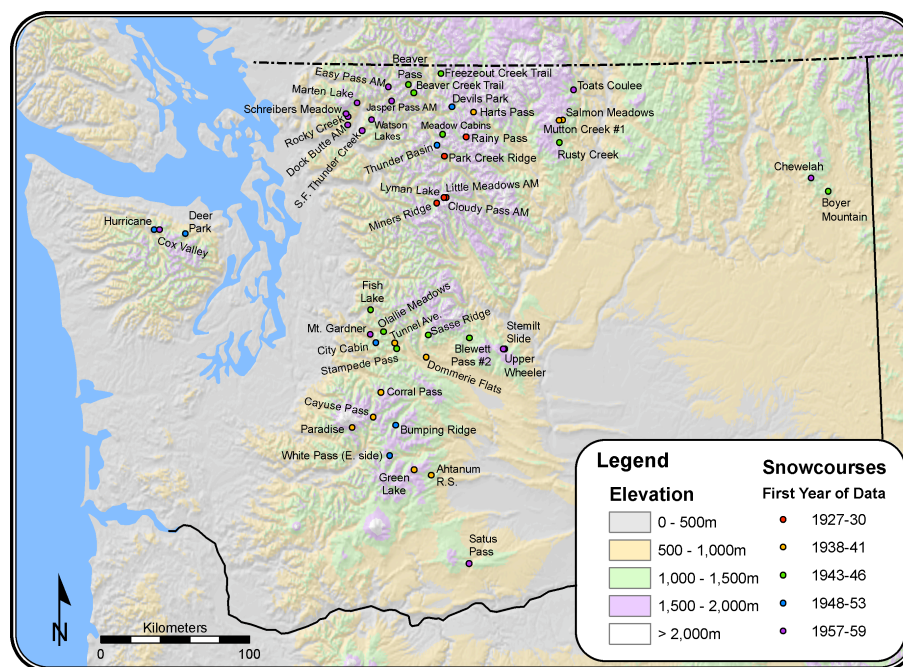 Beaver
Pass
Freezeout Creek Trail
Easy Pass AM
Beaver Creek Trail
Toats Coulee
Marten Lake
Jasper Pass AM
Devils Park
Schreibers Meadow
Harts Pass
Salmon Meadows
Rocky Creek
Watson
Lakes
Meadow Cabins
Mutton Creek #1
Dock Butte AM
Rainy Pass
S.F. Thunder Creek
Thunder Basin
Rusty Creek
Park Creek Ridge
Chewelah
Lyman Lake
Little Meadows AM
Boyer
Mountain
Miners Ridge
Cloudy Pass AM
Hurricane
Deer
Park
Cox Valley
Fish
Lake
Olallie Meadows
Mt. Gardner
Tunnel Ave.
Sasse Ridge
Stemilt
Slide
City Cabin
Blewett
Pass #2
Upper
Wheeler
Stampede Pass
Dommerie Flats
Corral Pass
Cayuse Pass
Paradise
Bumping Ridge
White Pass (E. side)
Green
Lake
Ahtanum
R.S.
Satus
Pass
N
Kilometers
0
100
Legend
Elevation
0 - 500m
500 - 1,000m
1,000 - 1,500m
1,500 - 2,000m
> 2,000m
Snowcourses
First Year of Data
1927-30
1938-41
1943-46
1948-53
1957-59